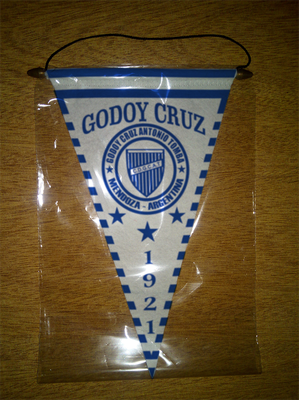 GODOY CRUZ
GODOY CRUZ ANTONIO TOMBA
MENDOZA - ARGENTINA
1
9
2
1